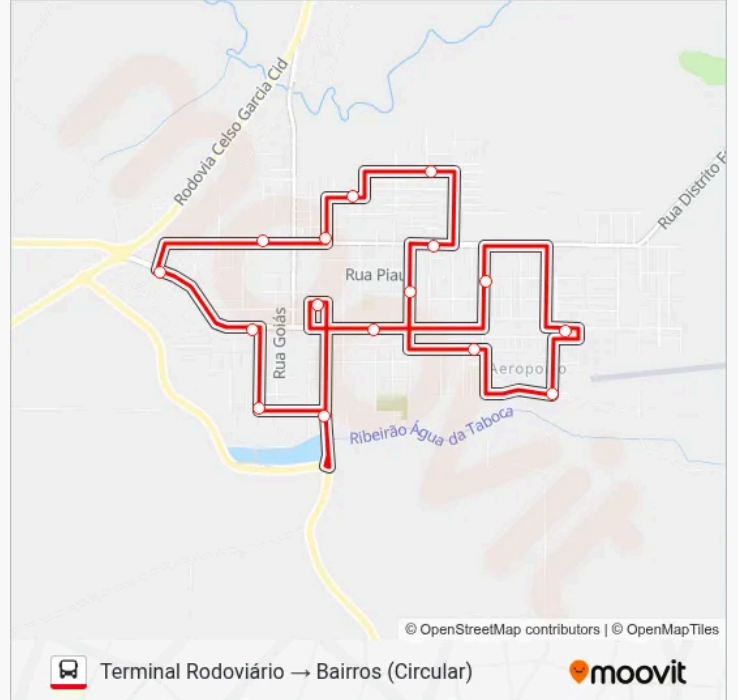 Rodovia Celso Garcia Cid
Rua Distrito F
Rua Piau
Rua Goiás
Aeroporto
Ribeirão Água da Taboca
© OpenStreetMap contributors | © OpenMapTiles
Terminal Rodoviário → Bairros (Circular)
moovit